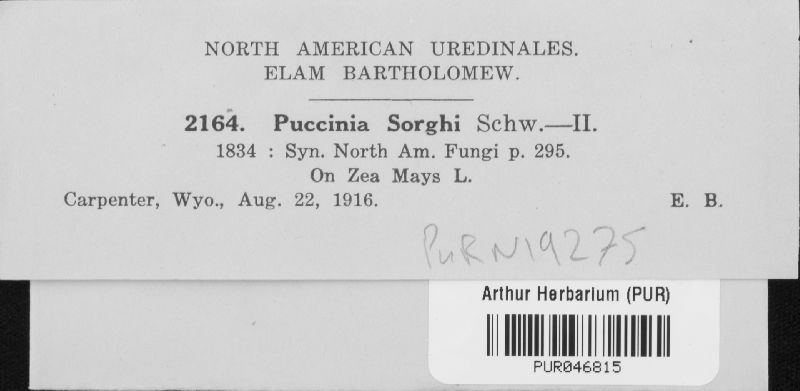 NORTH AMERICAN UREDINALES.
ELAM BARTHOLOMEW.
2164. Puccinia Sorghi Schw.—II.
1834 : Syn. North Am. Fungi p. 295.
On Zea Mays L.
Carpenter, Wyo., Aug. 22, 1916. E. B.
PURN19275
Arthur Herbarium (PUR)
PUR046815